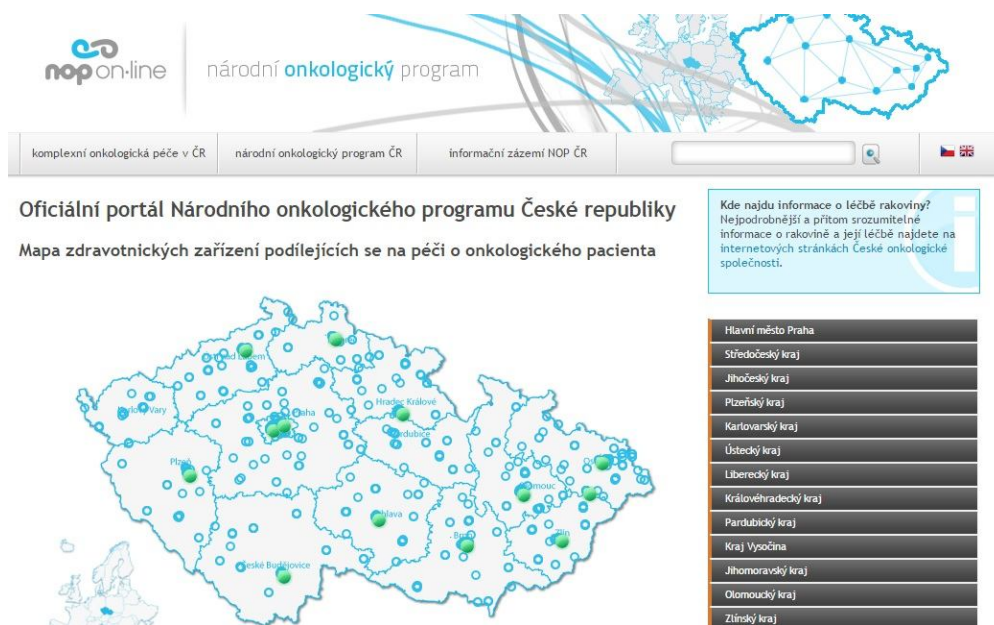 nop on-line
národní onkologický program
komplexní onkologická péče v ČR
národní onkologický program ČR
informační zázemí NOP ČR
Oficiální portál Národního onkologického programu České republiky
Mapa zdravotnických zařízení podílejících se na péči o onkologického pacienta
Kde najdu informace o léčbě rakoviny?
Nejpodrobnější a přitom srozumitelné
informace o rakovině a její léčbě najdete na
internetových stránkách České onkologické
společnosti.
Karlovy Vary
Praha
Hradec Králové
Pardubice
Plzeň
Olomouc
Jihlava
Brno
Zlín
České Budějovice
Hlavní město Praha
Středočeský kraj
Jihočeský kraj
Plzeňský kraj
Karlovarský kraj
Ústecký kraj
Liberecký kraj
Královéhradecký kraj
Pardubický kraj
Kraj Vysočina
Jihomoravský kraj
Olomoucký kraj
Zlínský kraj